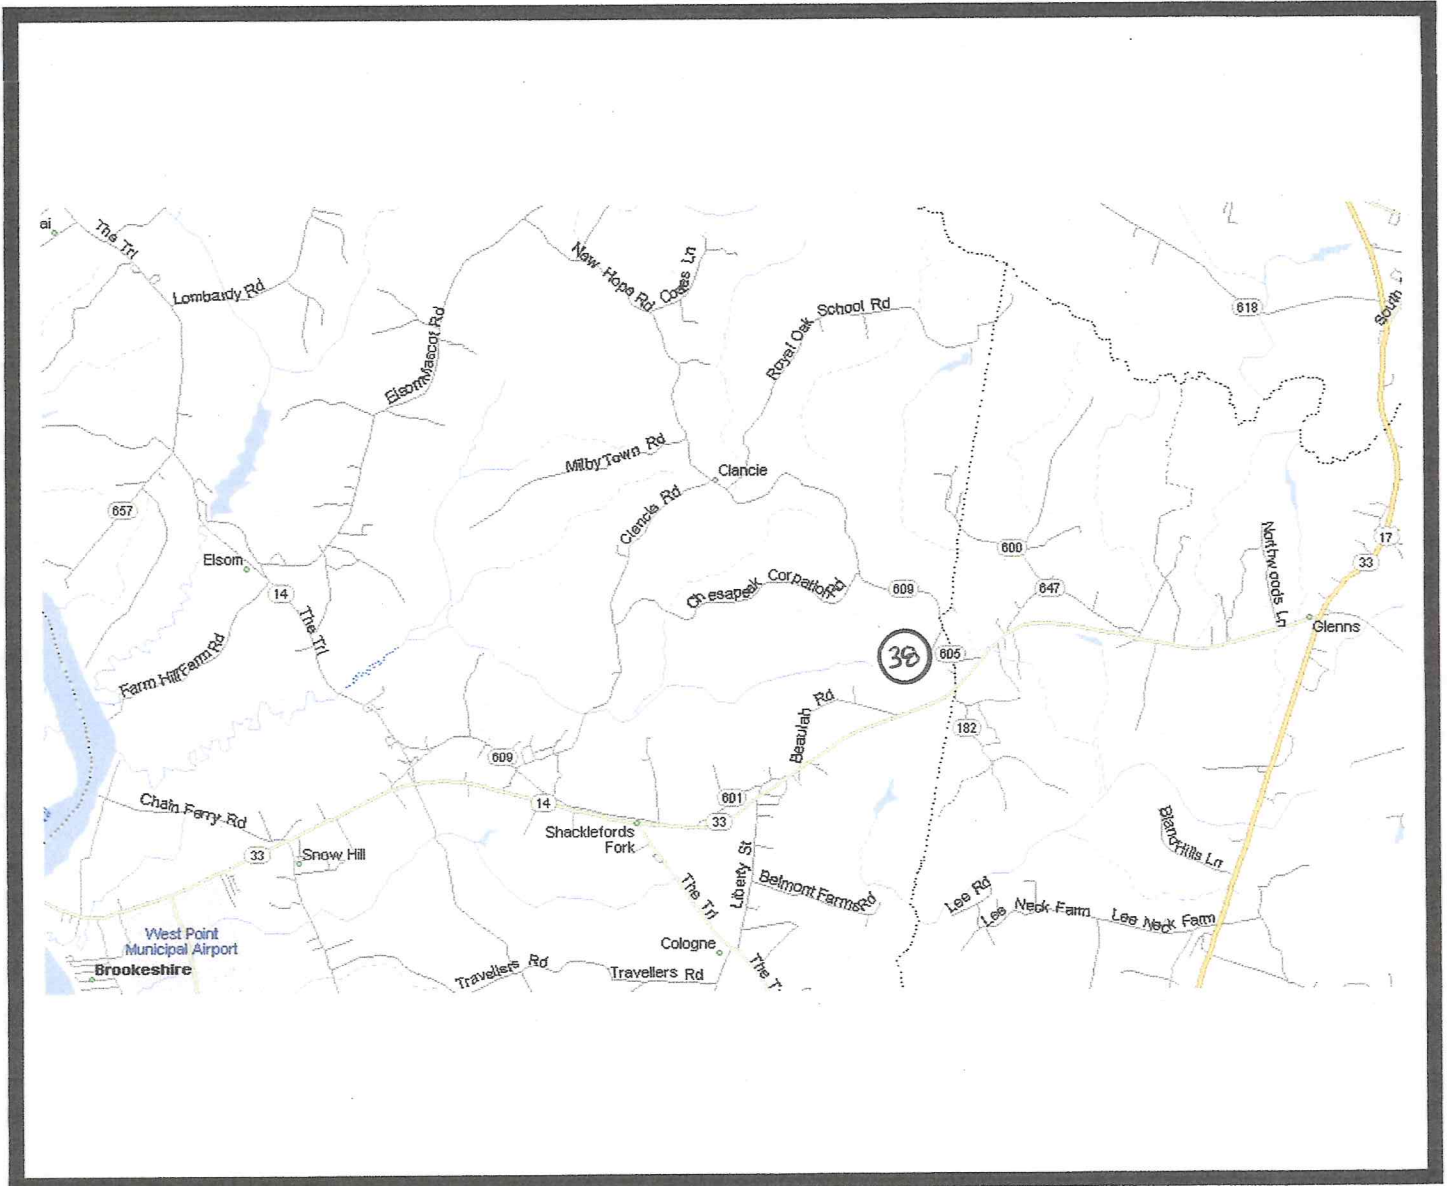 ai
The Trl
Lombardy Rd
New Hope Rd
Elsom Mascot Rd
Royal Oak
School Rd
618
South
Milby Town Rd
Clancie
Clancie Rd
657
Elsom
14
The Trl
Farm Hill Farm Rd
Chesapeak Corpation Rd
609
600
647
Northwoods Ln
17
33
Glenns
38
605
Beaulah Rd
182
609
14
601
33
Chain Ferry Rd
33
Snow Hill
Shacklefords
Fork
The Trl
Liberty St
Belmont Farms Rd
Lee Rd
Lee Neck Farm
Lee Neck Farm
Hills Ln
West Point
Municipal Airport
Brookeshire
Cologne
Travellers Rd
Travellers Rd
The T